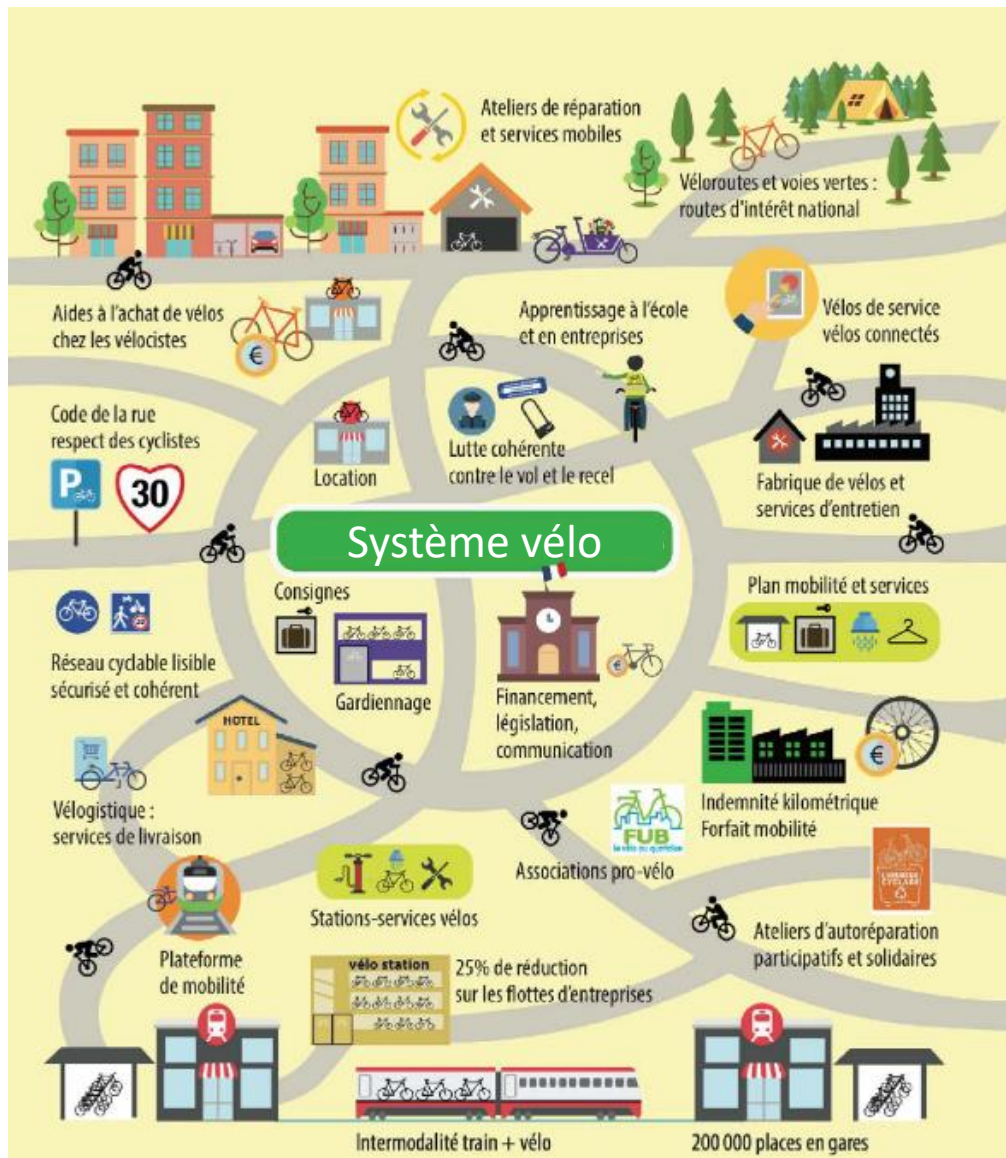 Ateliers de réparation
et services mobiles
Véloroutes et voies vertes :
routes d'intérêt national
Aides à l'achat de vélos
chez les vélocistes
€
Apprentissage à l'école
et en entreprises
Vélos de service
vélos connectés
Code de la rue
respect des cyclistes
P
30
Location
Lutte cohérente
contre le vol et le recel
Fabrique de vélos et
services d'entretien
Système vélo
Consignes
Gardiennage
€
Financement,
législation,
communication
Plan mobilité et services
Réseau cyclable lisible
sécurisé et cohérent
HOTEL
Vélogistique :
services de livraison
€
Indemnité kilométrique
Forfait mobilité
FUB
le vélo au quotidien
Associations pro-vélo
Stations-services vélos
Ateliers d'autoréparation
participatifs et solidaires
Plateforme
de mobilité
vélo station
25% de réduction
sur les flottes d'entreprises
Intermodalité train + vélo
200 000 places en gares